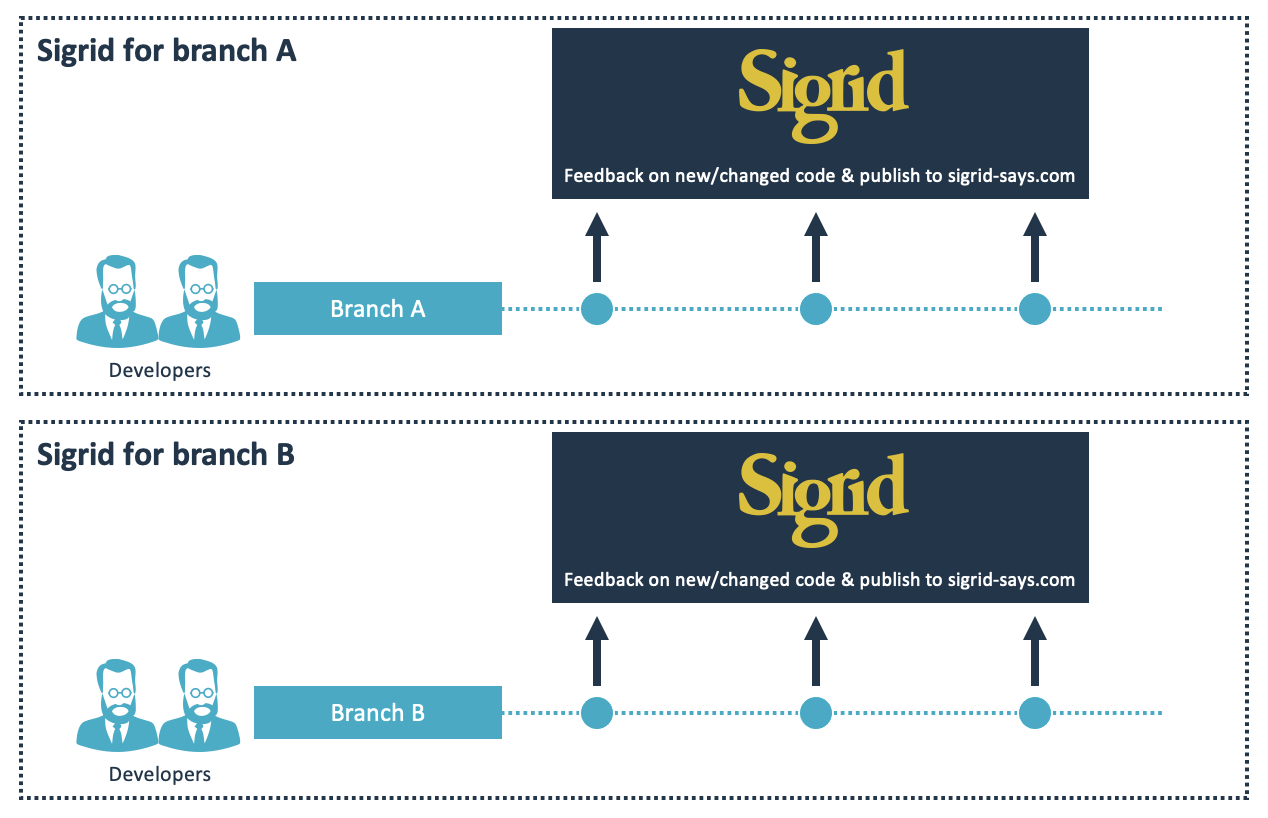 Sigrid for branch A
Sigrid
Feedback on new/changed code & publish to sigrid-says.com
Branch A
Developers
Sigrid for branch B
Sigrid
Feedback on new/changed code & publish to sigrid-says.com
Branch B
Developers